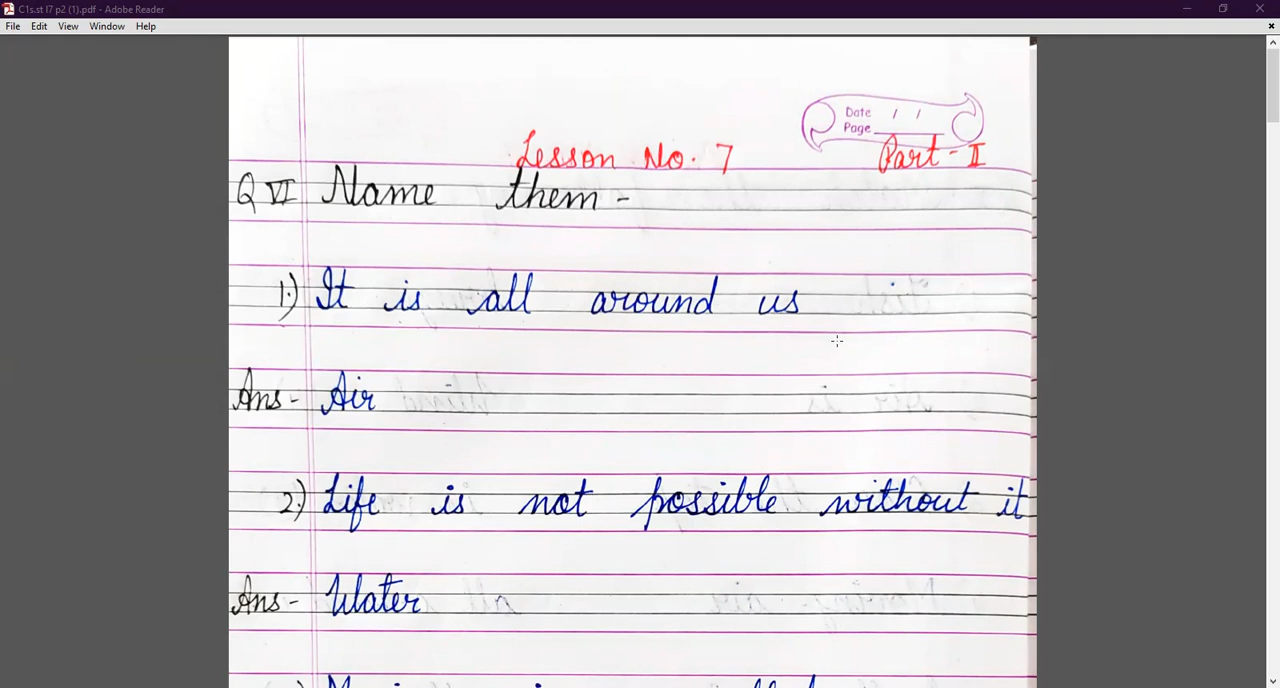 C1s.st l7 p2 (1).pdf - Adobe Reader
File Edit View Window Help
Date / /
Page
Lesson No. 7 Part - II
Q VI Name them -
1.) It is all around us
Ans - Air
2.) Life is not possible without it
Ans - Water